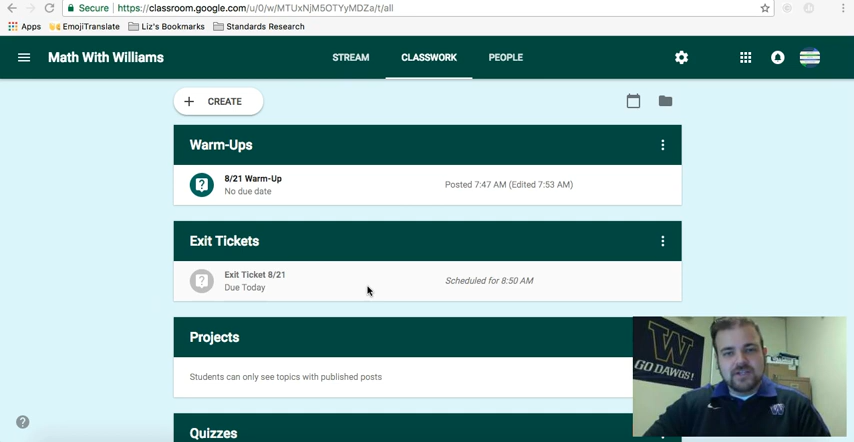 Secure https://classroom.google.com/u/0/w/MTUxNjM5OTYyMDZa/t/all
Apps EmojiTranslate Liz's Bookmarks Standards Research
Math With Williams STREAM CLASSWORK PEOPLE
+ CREATE
Warm-Ups
8/21 Warm-Up
No due date
Posted 7:47 AM (Edited 7:53 AM)
Exit Tickets
Exit Ticket 8/21
Due Today
Scheduled for 8:50 AM
Projects
Students can only see topics with published posts
Quizzes
W
GO DAWGS!
W